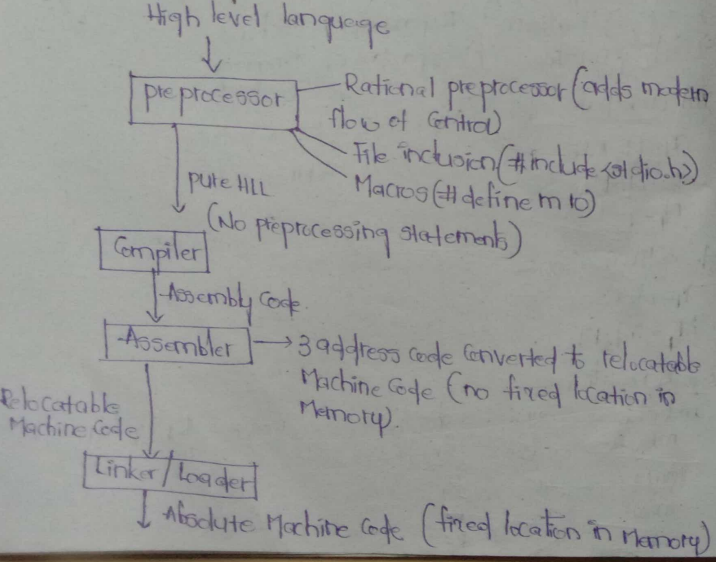 High level language
preprocessor
Rational preprocessor (adds modern
flow of Control)
File inclusion (#include<stdio.h>)
Macros (#define m 10)
pure HLL
(No preprocessing statements)
Compiler
Assembly Code
Assembler
3 address code Converted to relocatable
Machine Code (no fixed location in
Memory).
Relocatable
Machine Code
Linker/Loader
Absolute Machine Code (fixed location in Memory)